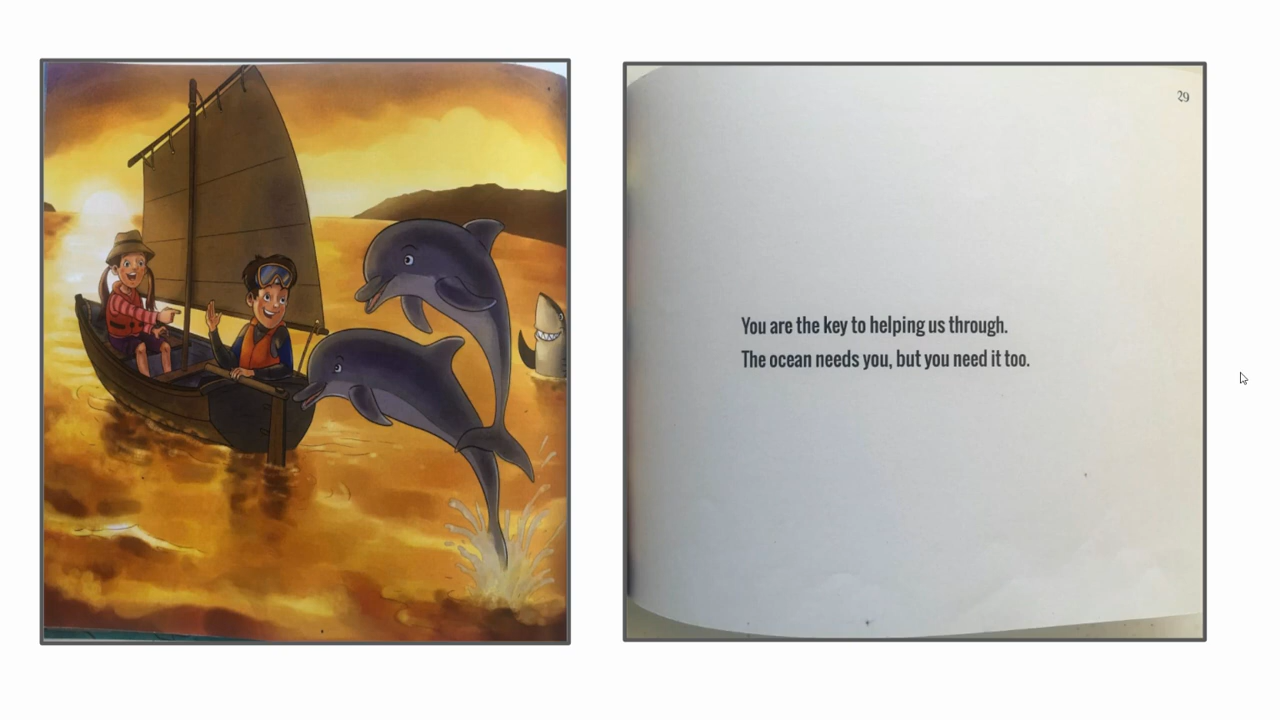 29
You are the key to helping us through.
The ocean needs you, but you need it too.